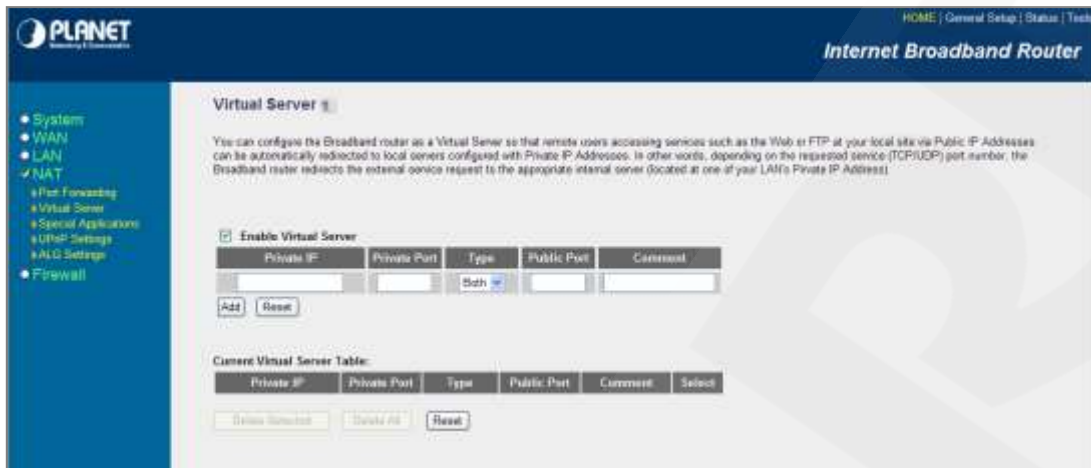 PLANET
Networking & Communication
HOME | General Setup | Status |
Internet Broadband Router
System
WAN
LAN
NAT
Port Forwarding
Virtual Server
Special Applications
UPnP Settings
ALG Settings
Firewall
Virtual Server
You can configure the Broadband router as a Virtual Server so that remote users accessing services such as the Web or FTP at your local site via Public IP Addresses
can be automatically redirected to local servers configured with Private IP Addresses. In other words, depending on the requested service (TCP/UDP) port number, the
Broadband router redirects the external service request to the appropriate internal server (located at one of your LAN's Private IP Address)
Enable Virtual Server
Private IP Private Port Type Public Port Comment
Both
Add Reset
Current Virtual Server Table:
Private IP Private Port Type Public Port Comment Select
Delete Selected Delete All Reset